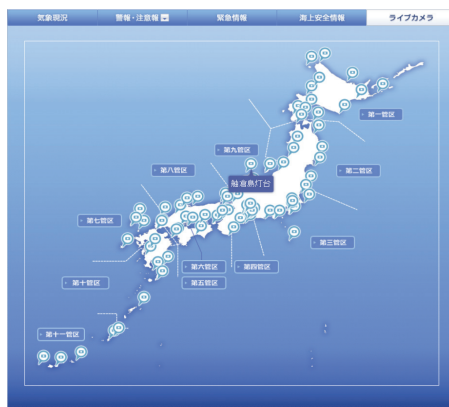 気象現況
警報・注意報
緊急情報
海上安全情報
ライブカメラ
第一管区
第九管区
第八管区
第二管区
舳倉島灯台
第七管区
第三管区
第六管区
第四管区
第十管区
第五管区
第十一管区